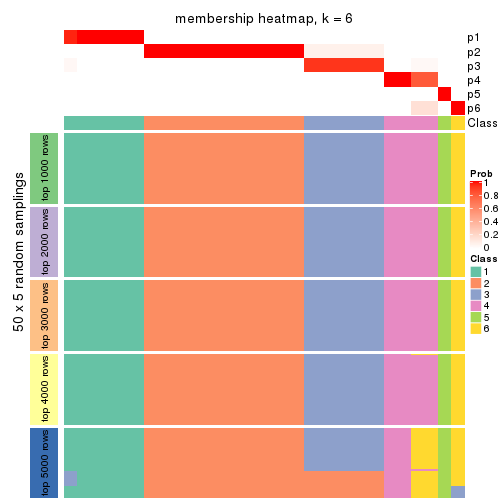 membership heatmap, k = 6
p1
p2
p3
p4
p5
p6
Class
50 x 5 random samplings
top 1000 rows
top 2000 rows
top 3000 rows
top 4000 rows
top 5000 rows
Prob
1
0.8
0.6
0.4
0.2
0
Class
1
2
3
4
5
6